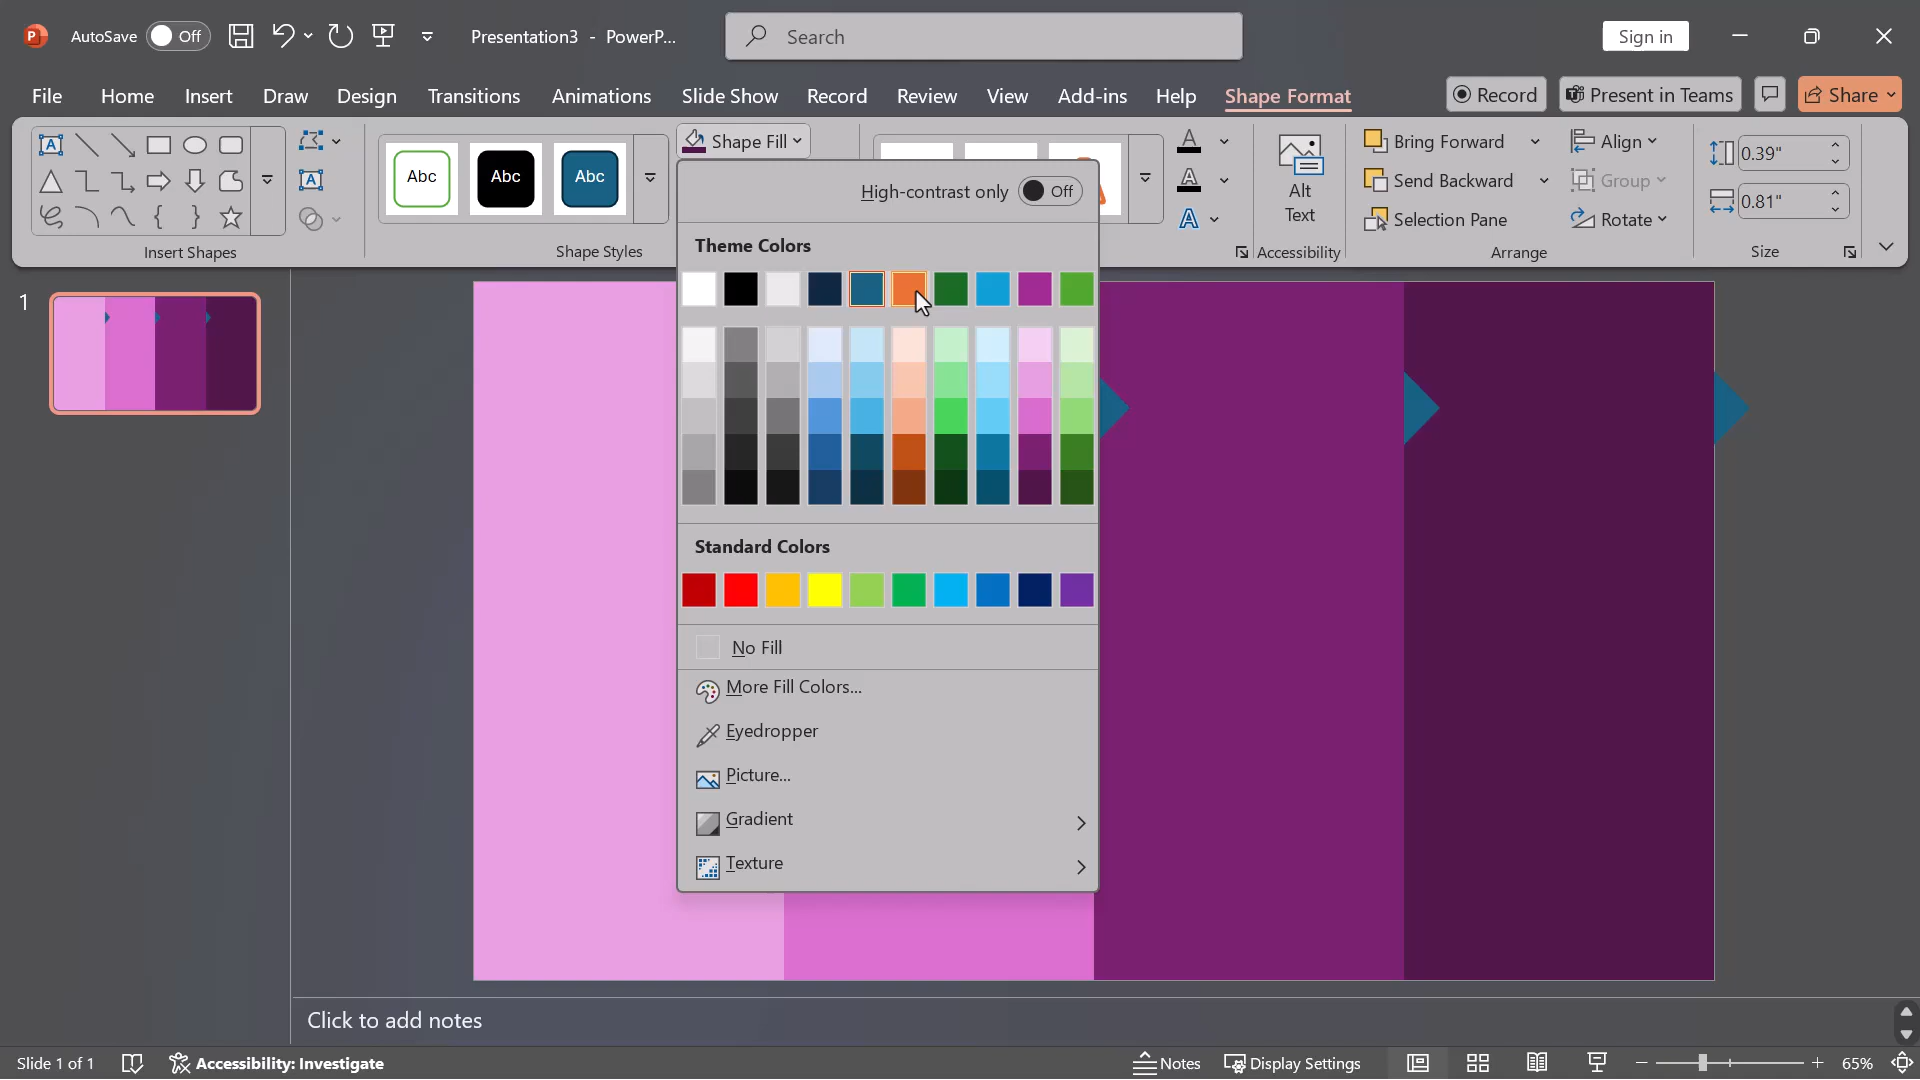 AutoSave Off Presentation3 - PowerP... Search Sign in
File Home Insert Draw Design Transitions Animations Slide Show Record Review View Add-ins Help Shape Format Record Present in Teams Share
Abc Abc Abc Shape Fill
High-contrast only Off
Alt
Text
Bring Forward Align 0.39"
Send Backward Group 0.81"
Selection Pane Rotate
Insert Shapes Shape Styles Accessibility Arrange Size
Theme Colors
1
Standard Colors
No Fill
More Fill Colors...
Eyedropper
Picture...
Gradient
Texture
Click to add notes
Slide 1 of 1 Accessibility: Investigate Notes Display Settings 65%